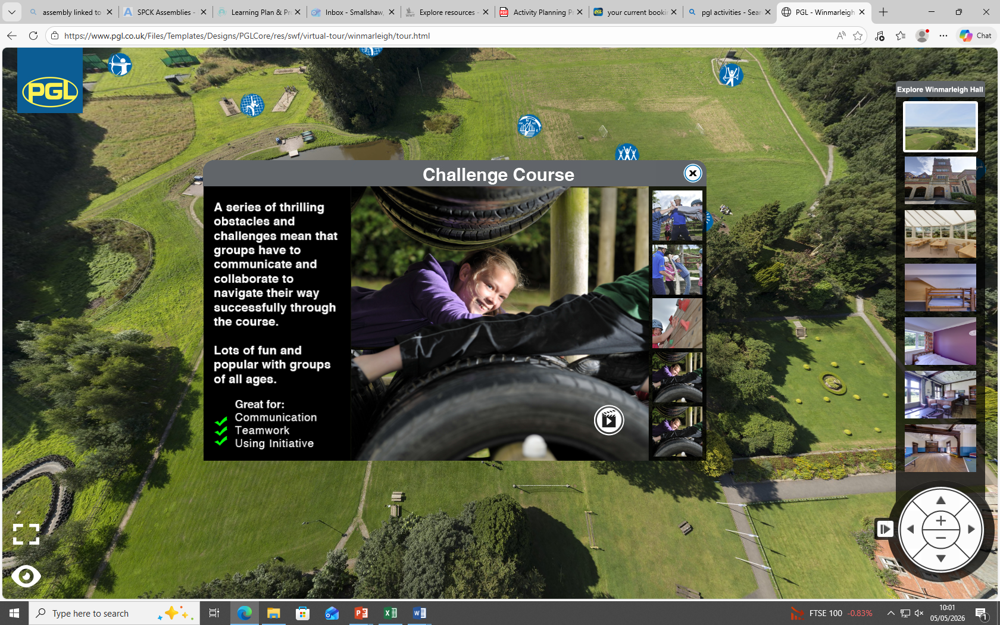 assembly linked to
SPCK Assemblies -
Learning Plan & Pr
Inbox - Smallshaw,
Explore resources -
Activity Planning P
your current bookin
pgl activities - Sear
PGL - Winmarleigh
https://www.pgl.co.uk/Files/Templates/Designs/PGLCore/res/swf/virtual-tour/winmarleigh/tour.html
Chat
PGL
Explore Winmarleigh Hall
Challenge Course
A series of thrilling
obstacles and
challenges mean that
groups have to
communicate and
collaborate to
navigate their way
successfully through
the course.
Lots of fun and
popular with groups
of all ages.
Great for:
Communication
Teamwork
Using Initiative
Type here to search
FTSE 100 -0.83%
10:01
05/05/2026
1